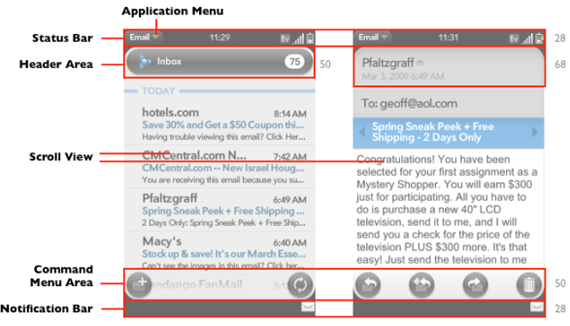 Application Menu
Status Bar
Email
11:29
Email
11:31
28
Header Area
Inbox
75
50
Pfaltzgraff
Mar 3, 2009 6:49 AM
68
TODAY
To: geoff@aol.com
hotels.com 8:14 AM
Save 30% and Get a $50 Coupon thi...
Having trouble viewing this email? Click Her...
Spring Sneak Peek + Free
Shipping - 2 Days Only
Scroll View
CMCentral.com N... 7:42 AM
CMCentral.com -- New Israel Houg...
You are receiving this email because you su...
Pfaltzgraff 6:49 AM
Spring Sneak Peek + Free Shipping ...
2 Days Only: Spring Sneak Peek + Free Ship...
Macy's 6:40 AM
Stock up & save! It's our March Esse...
Can't see the images in this email? Click her...
Congratulations! You have been
selected for your first assignment as a
Mystery Shopper. You will earn $300
just for participating. All you have to
do is purchase a new 40" LCD
television, send it to me, and I will
send you a check for the price of the
television PLUS $300 more. It's that
easy! Just send the television to me
Command
Menu Area
Fandango FanMail
50
Notification Bar
28